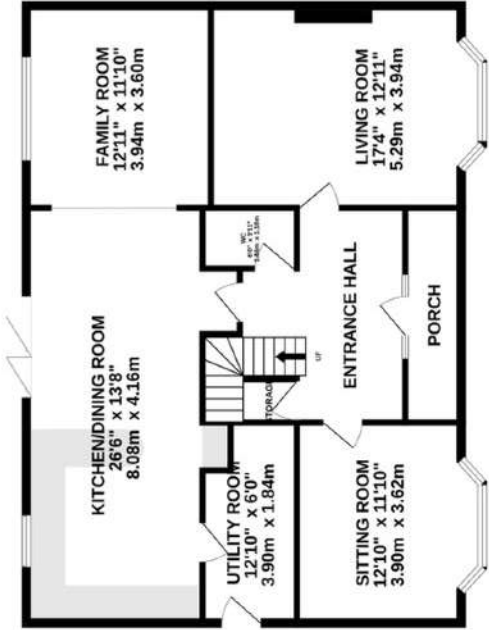 FAMILY ROOM
12'11" x 11'10"
3.94m x 3.60m
LIVING ROOM
17'4" x 12'11"
5.29m x 3.94m
WC
KITCHEN/DINING ROOM
26'6" x 13'8"
8.08m x 4.16m
UP
STORAGE
ENTRANCE HALL
PORCH
UTILITY ROOM
12'10" x 6'0"
3.90m x 1.84m
SITTING ROOM
12'10" x 11'10"
3.90m x 3.62m